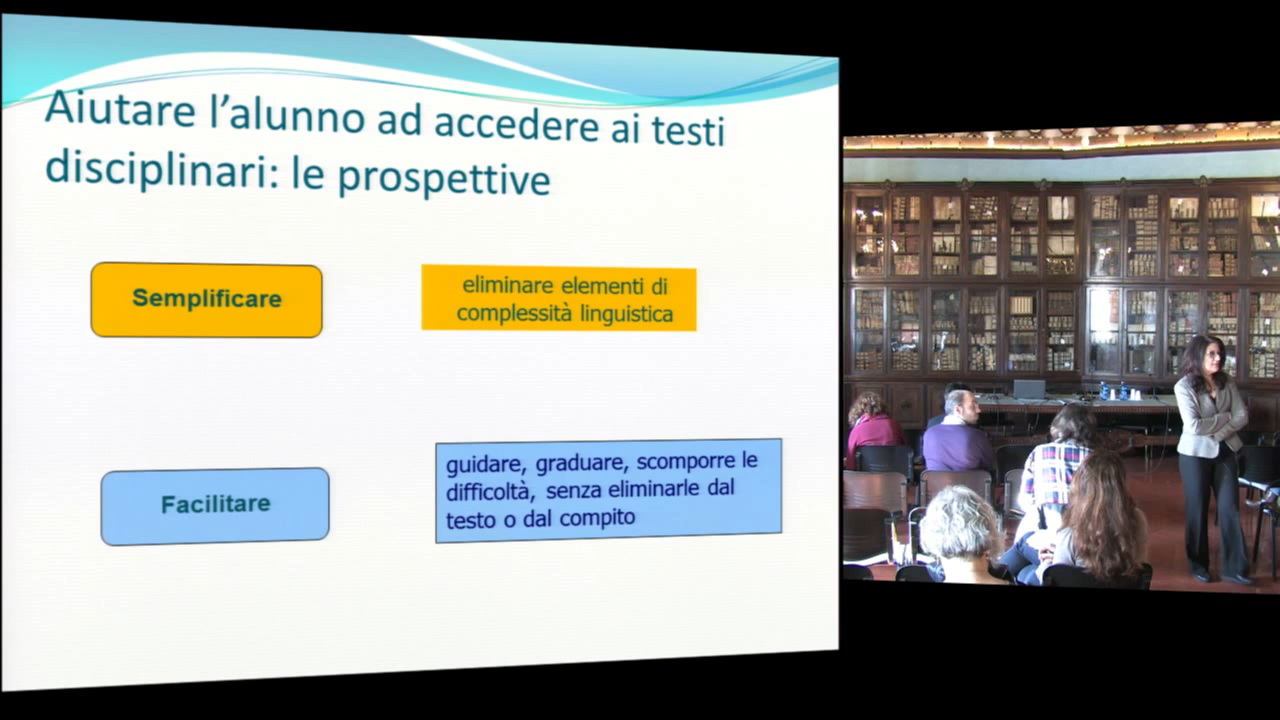 Aiutare l’alunno ad accedere ai testi
disciplinari: le prospettive
Semplificare
eliminare elementi di
complessità linguistica
Facilitare
guidare, graduare, scomporre le
difficoltà, senza eliminarle dal
testo o dal compito